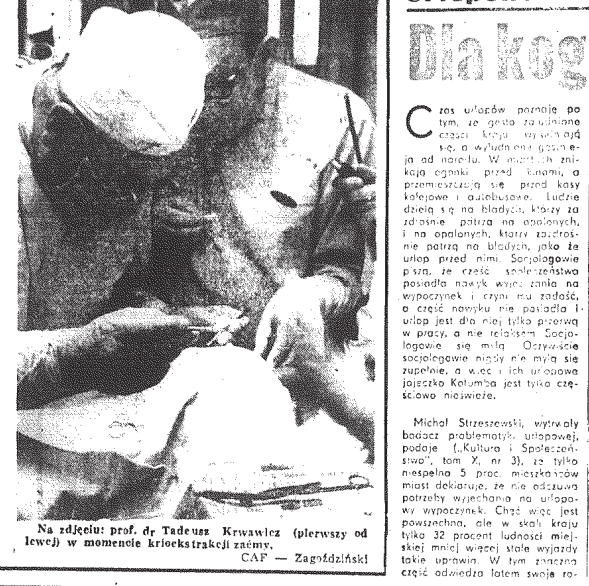 Na zdjęciu: prof. dr Tadeusz Krwawicz (pierwszy od
lewej) w momencie krioekstrakcji zaćmy.
CAF — Zagoździński
Dla kog
Czas urlopów poznaję po
tym, że gęsto zaludnione
części kraju wyludniają
się, a wyludnione gęstnie-
ją od narodu. W miastach zni-
kają ogonki przed kinami, a
przemieszczają się przed kasy
kolejowe i autobusowe. Ludzie
dzielą się na bladych, którzy za
zdrośnie patrzą na opalonych,
i na opalonych, którzy zazdroś-
nie patrzą na bladych, jako że
urlop przed nimi. Socjologowie
piszą, że część społeczeństwa
posiadła nawyk wyjeżdżania na
wypoczynek i czyni mu zadość,
a część nawyku nie posiadła i
urlop jest dla niej tylko przerwą
w pracy, a nie relaksem. Socjo-
logowie się mylą. Oczywiście
socjologowie nigdy nie mylą się
zupełnie, a więc i ich urlopowe
jajeczko Kolumba jest tylko czę-
ściowo nieświeże.
Michał Strzeszewski, wytrwały
badacz problematyki urlopowej,
podaje („Kultura i Społeczeń-
stwo", tom X, nr 3), że tylko
niespełna 5 proc. mieszkańców
miast deklaruje, że nie odczuwa
potrzeby wyjechania na urlopo-
wy wypoczynek. Chęć więc jest
powszechna, ale w skali kraju
tylko 32 procent ludności miej-
skiej mniej więcej stałe wyjazdy
takie uprawia. W tym znaczna
część odwiedza latem swoje ro-